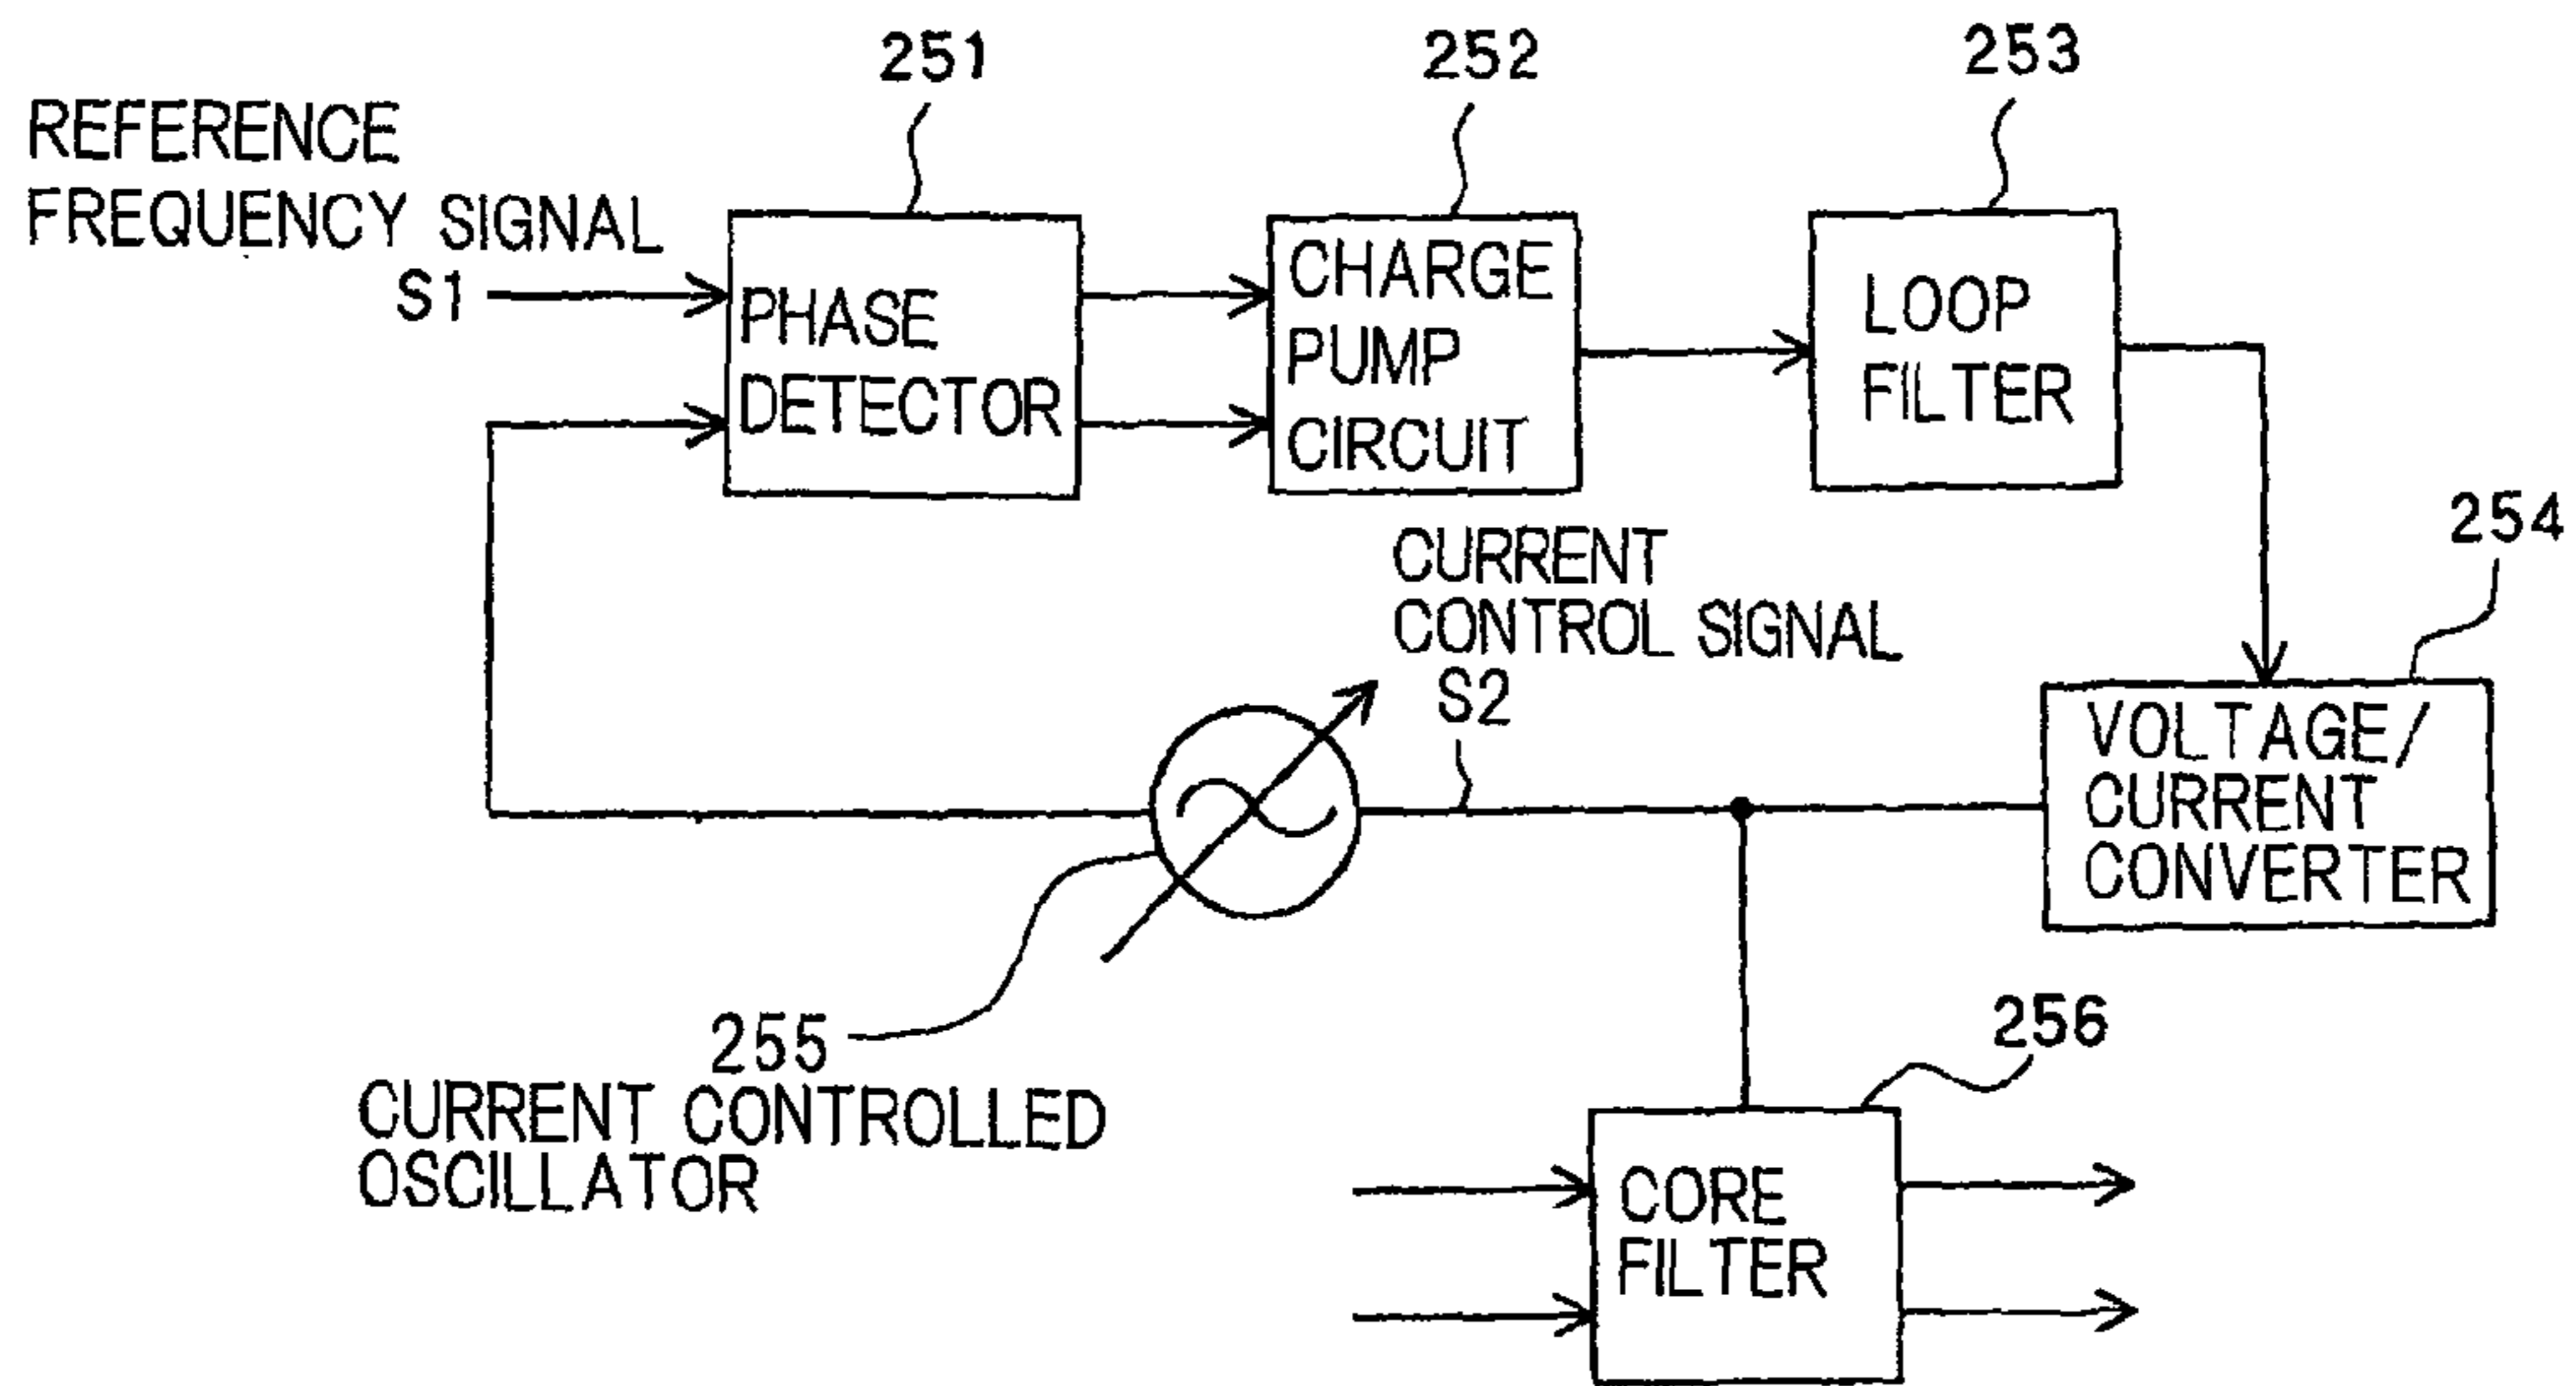 251
252
253
REFERENCE
FREQUENCY SIGNAL
S1
PHASE
DETECTOR
CHARGE
PUMP
CIRCUIT
LOOP
FILTER
254
CURRENT
CONTROL SIGNAL
S2
VOLTAGE/
CURRENT
CONVERTER
255
CURRENT CONTROLLED
OSCILLATOR
256
CORE
FILTER